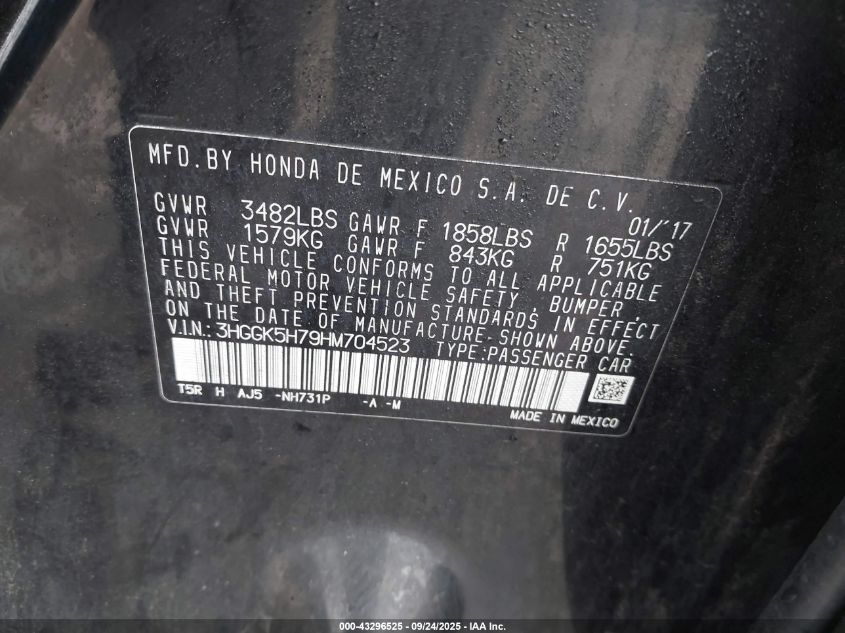 MFD.BY HONDA DE MEXICO S.A. DE C.V.
01/'17
GVWR 3482LBS GAWR F 1858LBS R 1655LBS
GVWR 1579KG GAWR F 843KG R 751KG
THIS VEHICLE CONFORMS TO ALL APPLICABLE
FEDERAL MOTOR VEHICLE SAFETY, BUMPER,
AND THEFT PREVENTION STANDARDS IN EFFECT
ON THE DATE OF MANUFACTURE-SHOWN ABOVE.
V.I.N.: 3HGGK5H79HM704523 TYPE:PASSENGER CAR
T5R H AJ5 -NH731P -A -M MADE IN MEXICO
000-43296525 - 09/24/2025 - IAA Inc.